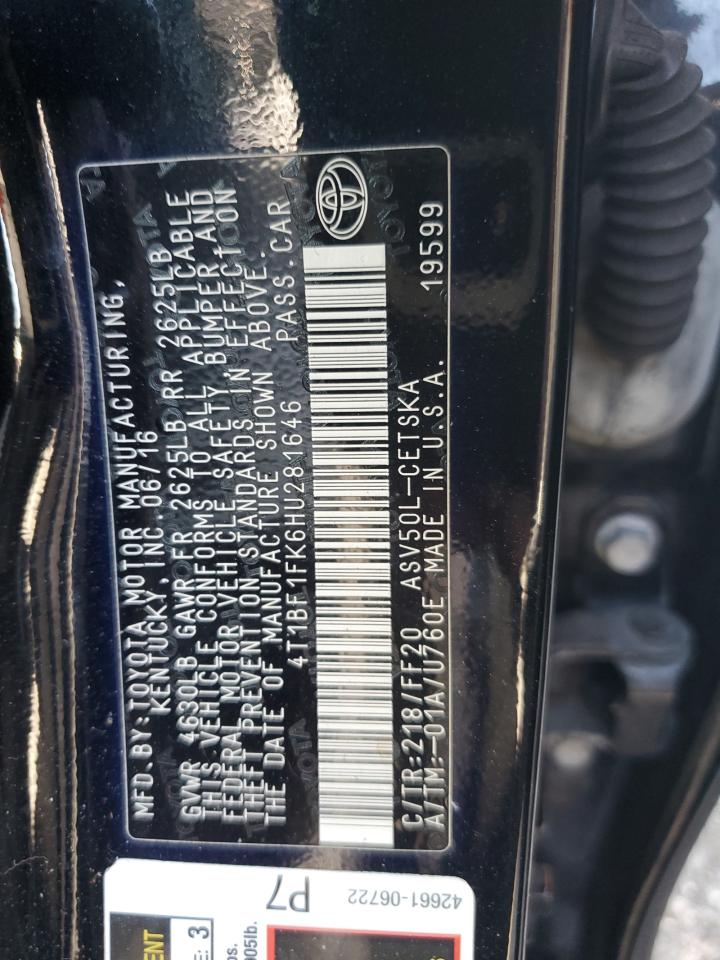 MFD.BY:TOYOTA MOTOR MANUFACTURING,
KENTUCKY, INC.06/16
GVWR 4630LB GAWR FR 2625LB RR 2625LB
THIS VEHICLE CONFORMS TO ALL APPLICABLE
FEDERAL MOTOR VEHICLE SAFETY, BUMPER AND
THEFT PREVENTION STANDARDS IN EFFECT ON
THE DATE OF MANUFACTURE SHOWN ABOVE.
4T1BF1FK6HU281646 PASS.CAR
C/TR:218/FF20 ASV50L-CETSKA
A/TM:-01A/U760E MADE IN U.S.A. 19599
P7
42661-06722
3
005lb.